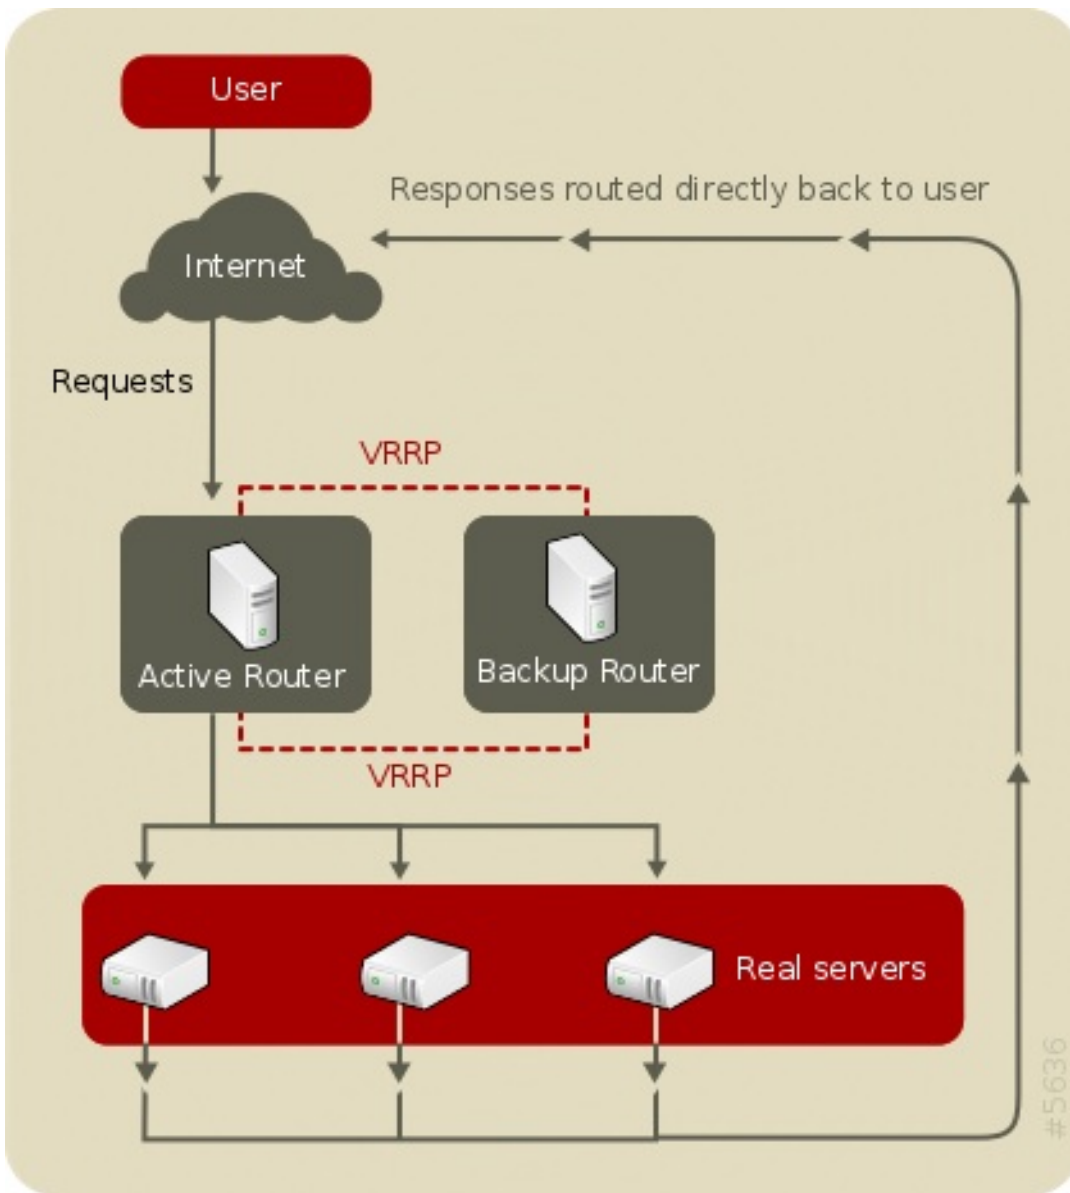 User
Responses routed directly back to user
Internet
Requests
VRRP
Active Router
Backup Router
VRRP
Real servers
#5636